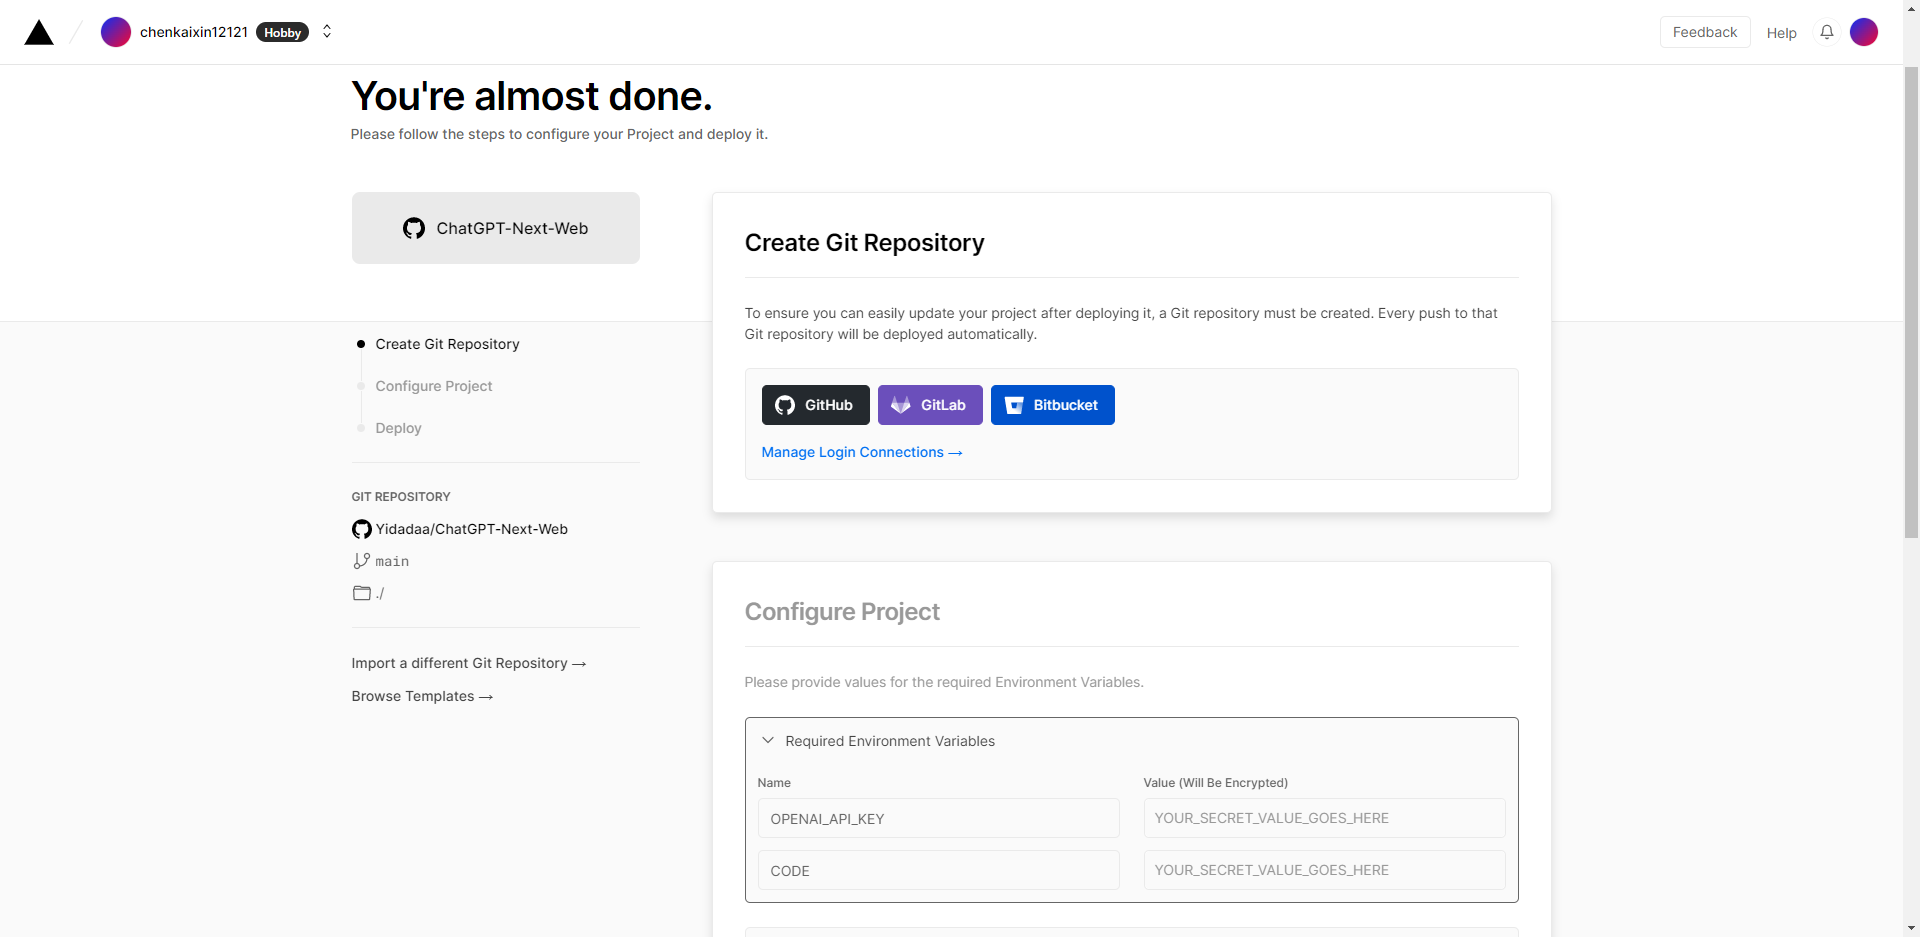 chenkaixin12121 Hobby
Feedback Help
You're almost done.
Please follow the steps to configure your Project and deploy it.
ChatGPT-Next-Web
Create Git Repository
Configure Project
Deploy
GIT REPOSITORY
Yidadaa/ChatGPT-Next-Web
main
./
Import a different Git Repository →
Browse Templates →
Create Git Repository
To ensure you can easily update your project after deploying it, a Git repository must be created. Every push to that
Git repository will be deployed automatically.
GitHub GitLab Bitbucket
Manage Login Connections →
Configure Project
Please provide values for the required Environment Variables.
Required Environment Variables
Name Value (Will Be Encrypted)
OPENAI_API_KEY YOUR_SECRET_VALUE_GOES_HERE
CODE YOUR_SECRET_VALUE_GOES_HERE